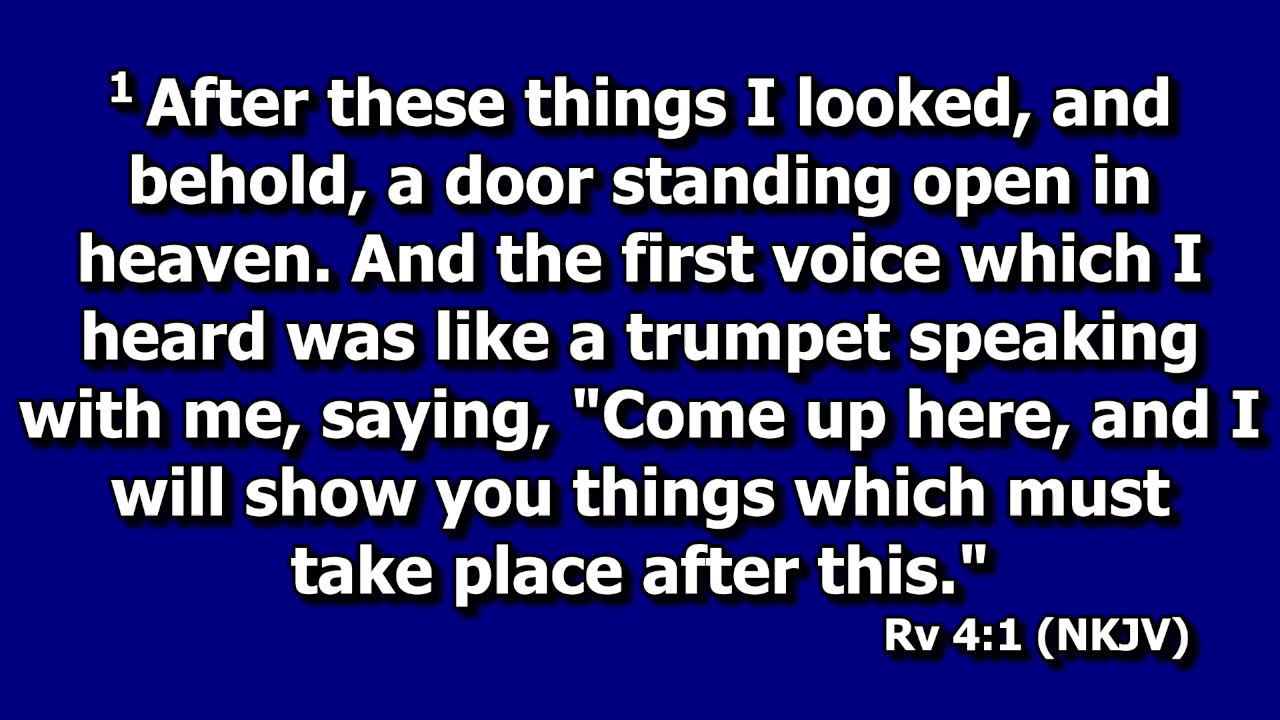 1 After these things I looked, and
behold, a door standing open in
heaven. And the first voice which I
heard was like a trumpet speaking
with me, saying, "Come up here, and I
will show you things which must
take place after this."
Rv 4:1 (NKJV)